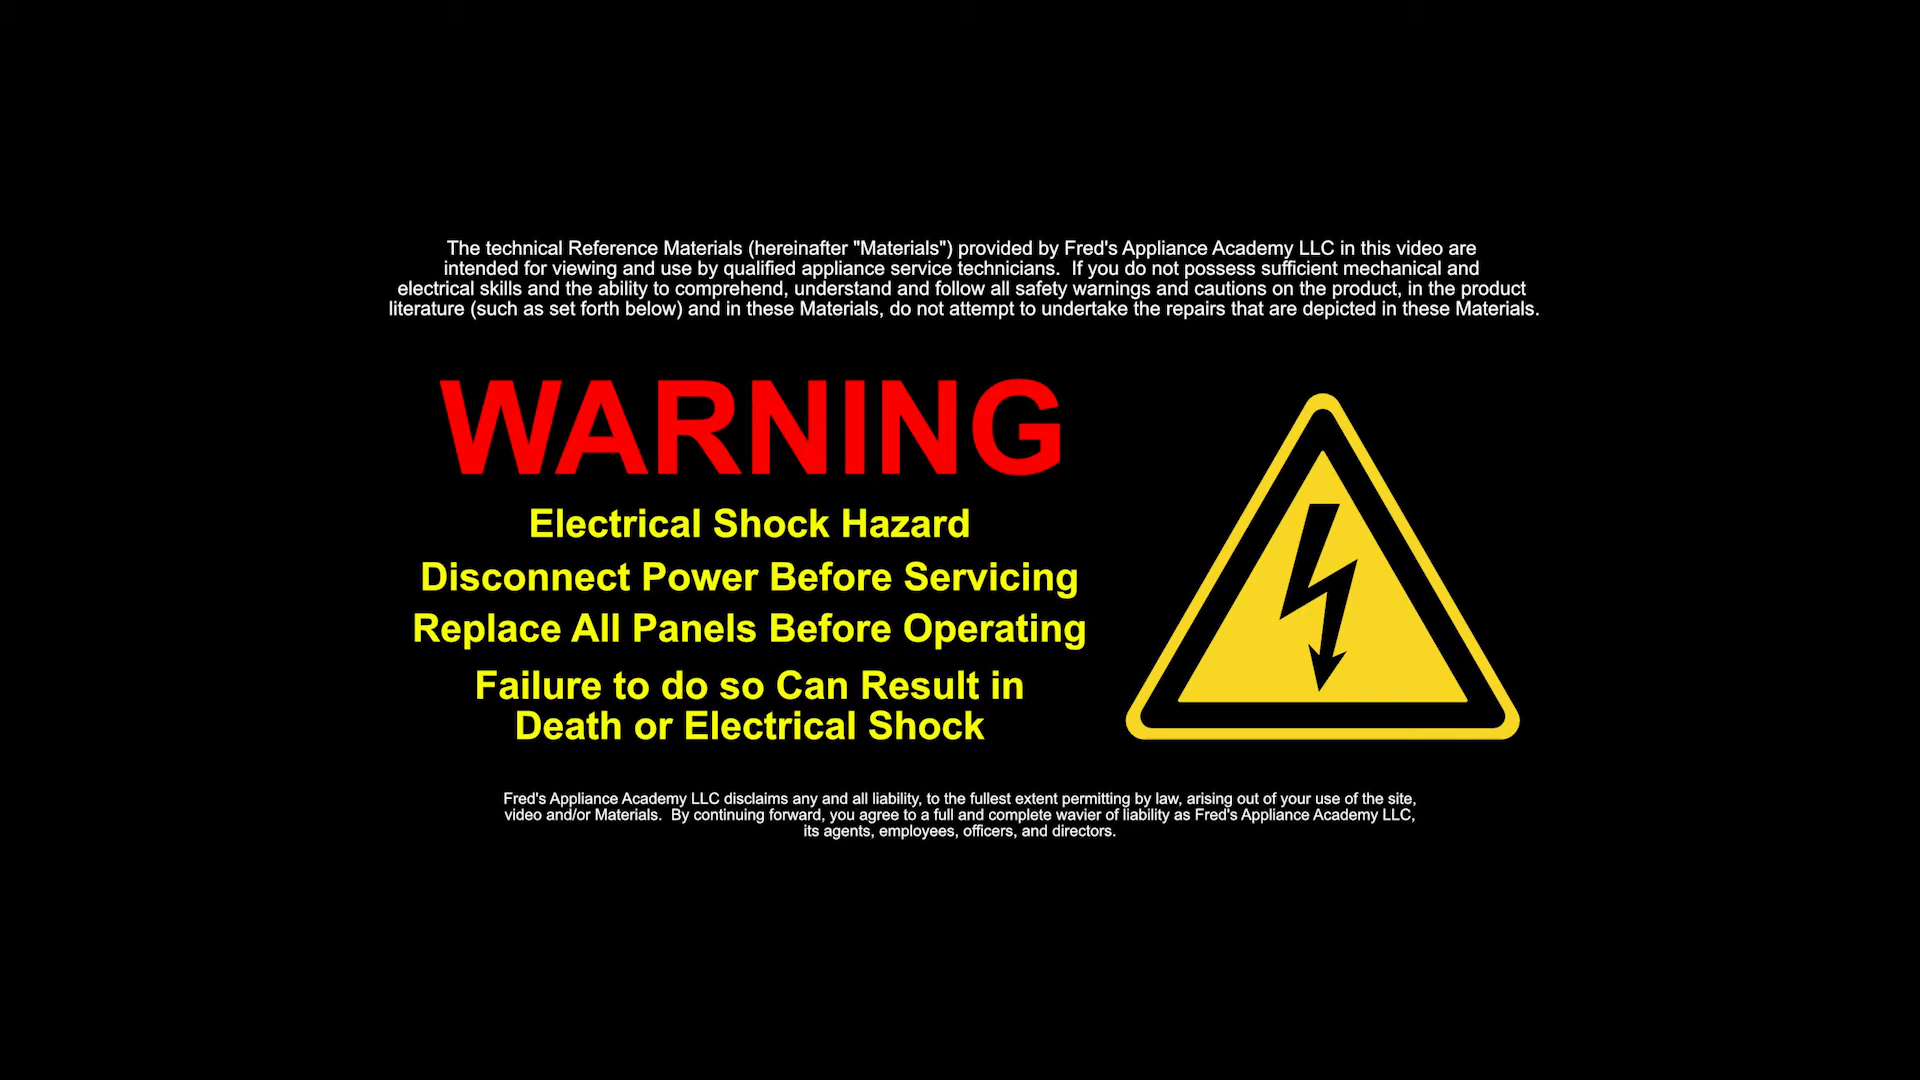 The technical Reference Materials (hereinafter "Materials") provided by Fred's Appliance Academy LLC in this video are
intended for viewing and use by qualified appliance service technicians.  If you do not possess sufficient mechanical and
electrical skills and the ability to comprehend, understand and follow all safety warnings and cautions on the product, in the product
literature (such as set forth below) and in these Materials, do not attempt to undertake the repairs that are depicted in these Materials.
WARNING
Electrical Shock Hazard
Disconnect Power Before Servicing
Replace All Panels Before Operating
Failure to do so Can Result in
Death or Electrical Shock
Fred's Appliance Academy LLC disclaims any and all liability, to the fullest extent permitting by law, arising out of your use of the site,
video and/or Materials.  By continuing forward, you agree to a full and complete wavier of liability as Fred's Appliance Academy LLC,
its agents, employees, officers, and directors.